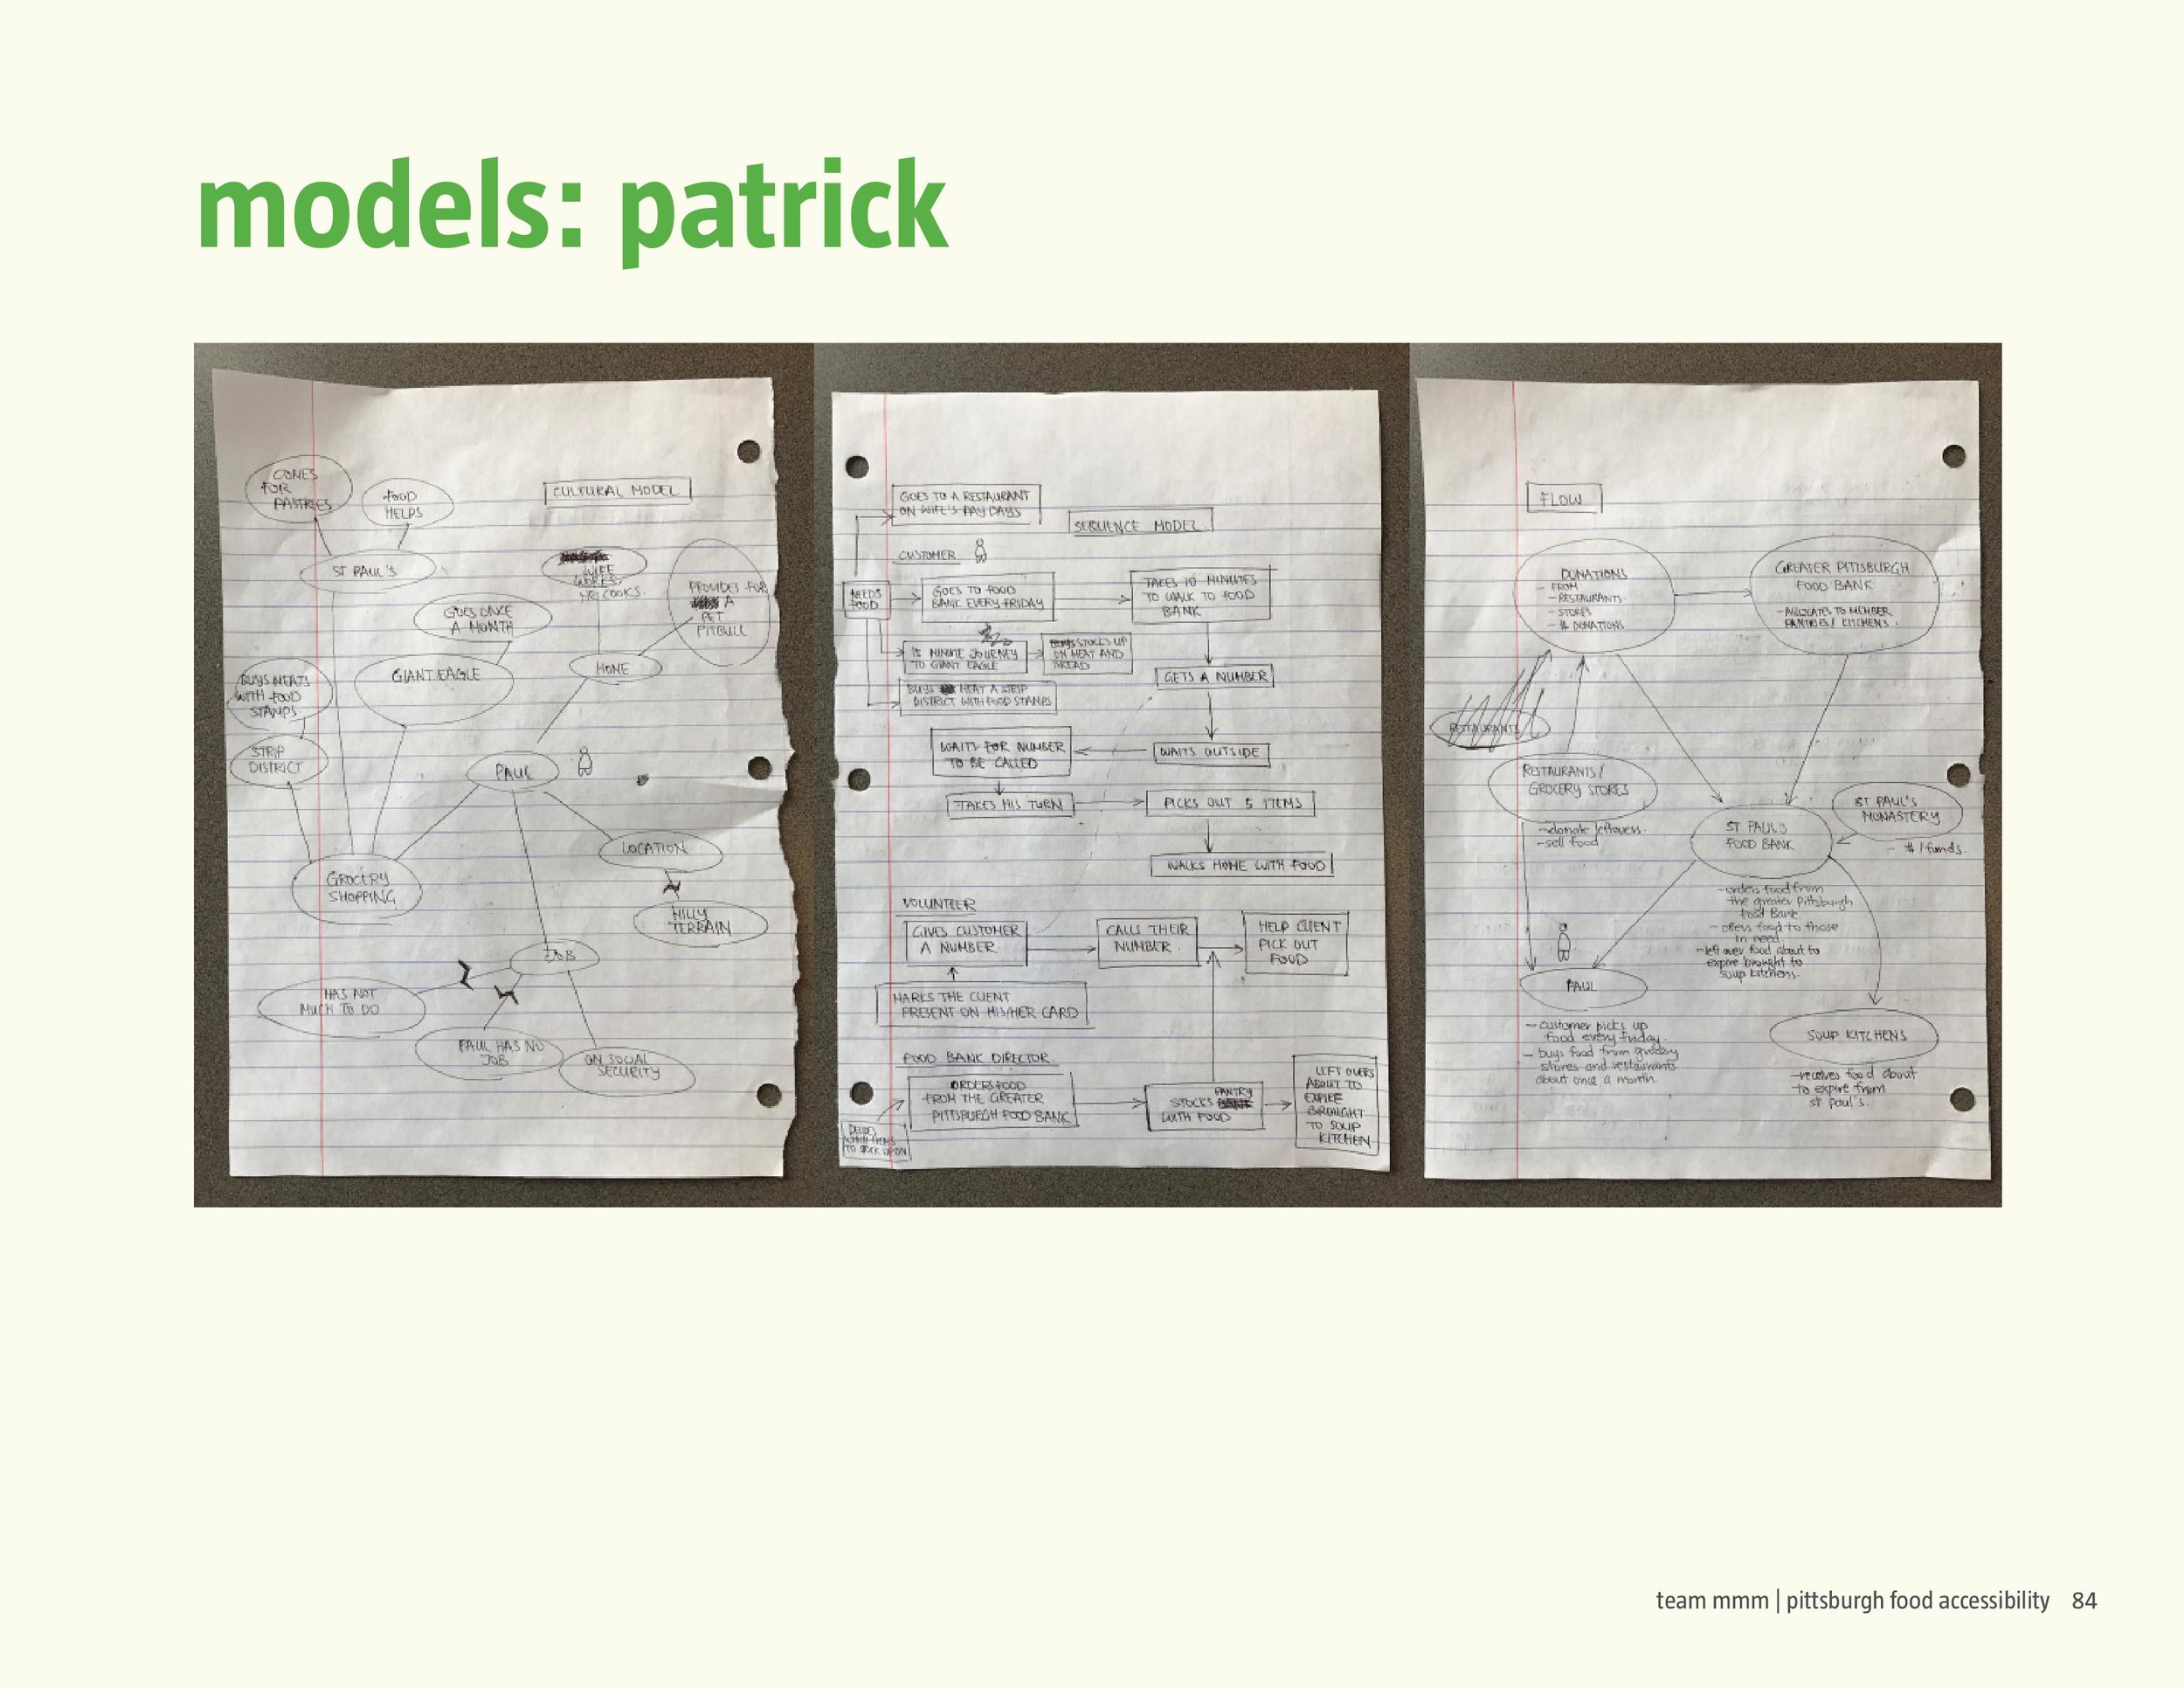 models: patrick
COMES
FOR
PASTRIES
FOOD
HELPS
CULTURAL MODEL
ST PAUL'S
WIFE
WORKS,
COOKS.
PROVIDES FOR
A
PET
PITBULL
GOES ONCE
A MONTH
GIANT EAGLE
HOME
BUYS MEATS
WITH FOOD
STAMPS.
STRIP
DISTRICT
PAUL
LOCATION
GROCERY
SHOPPING
HILLY
TERRAIN
JOB
HAS NOT
MUCH TO DO
PAUL HAS NO
JOB
ON SOCIAL
SECURITY
GOES TO A RESTAURANT
ON WIFE'S PAY DAYS
SEQUENCE MODEL.
CUSTOMER
NEEDS
FOOD
GOES TO FOOD
BANK EVERY FRIDAY
TAKES 10 MINUTES
TO WALK TO FOOD
BANK
15 MINUTE JOURNEY
TO GIANT EAGLE
STOCKS UP
ON MEAT AND
BREAD
GETS A NUMBER
BUYS MEAT A STRIP
DISTRICT WITH FOOD STAMPS
WAITS FOR NUMBER
TO BE CALLED
WAITS OUTSIDE
TAKES HIS TURN
PICKS OUT 5 ITEMS
WALKS HOME WITH FOOD
VOLUNTEER
GIVES CUSTOMER
A NUMBER.
CALLS THEIR
NUMBER.
HELP CLIENT
PICK OUT
FOOD
MARKS THE CLIENT
PRESENT ON HIS/HER CARD
FOOD BANK DIRECTOR.
ORDERS FOOD
FROM THE GREATER
PITTSBURGH FOOD BANK
STOCKS PANTRY
WITH FOOD
LEFT OVERS
ABOUT TO
EXPIRE
BROUGHT
TO SOUP
KITCHEN
DECIDES
WHICH ITEMS
TO STOCK UP ON
FLOW
DONATIONS
- FROM
- RESTAURANTS
- STORES
- # DONATIONS
GREATER PITTSBURGH
FOOD BANK
- ALLOCATES TO MEMBER
PANTRIES / KITCHENS.
RESTAURANTS
RESTAURANTS/
GROCERY STORES
- donate leftovers.
- sell food
ST PAUL'S
FOOD BANK
ST PAUL'S
MONASTERY
- $ / funds.
- orders food from
the greater Pittsburgh
food Bank
- offers food to those
in need
- left over food about to
expire brought to
soup kitchens.
PAUL
- customer picks up
food every friday.
- buys food from grocery
stores and restaurants
about once a month.
SOUP KITCHENS
- receives food about
to expire from
st paul's.
team mmm | pittsburgh food accessibility 84